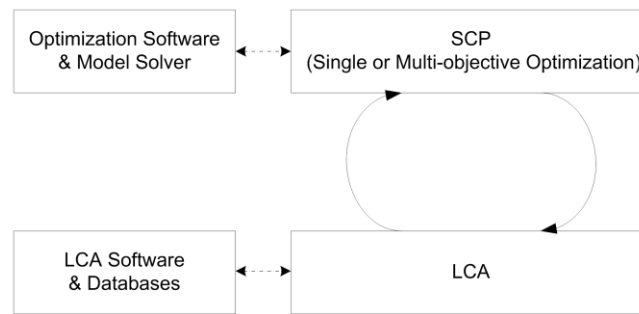 Optimization Software
& Model Solver
SCP
(Single or Multi-objective Optimization)
LCA Software
& Databases
LCA